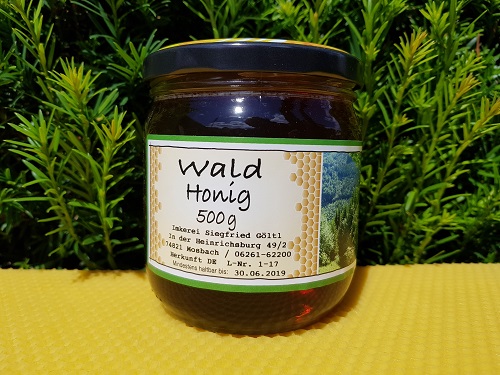 Wald
Honig
500g
Imkerei Siegfried Göltl
In der Heinrichsburg 49/2
74821 Mosbach / 06261-62200
Herkunft DE L-Nr. 1-17
Mindestens haltbar bis: 30.06.2019